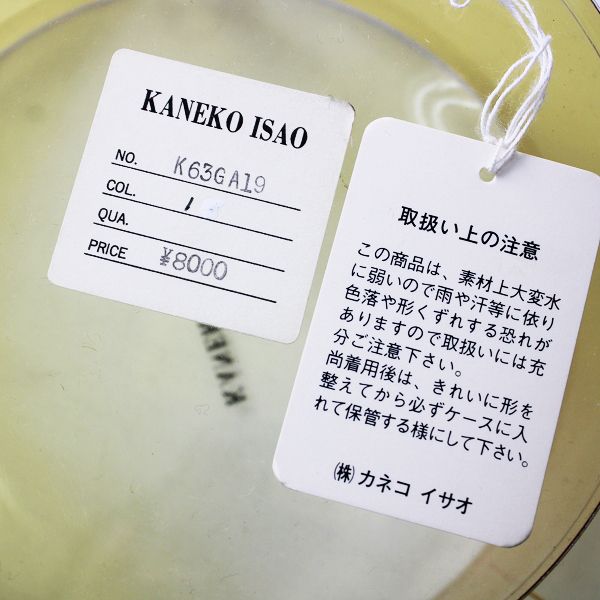 KANEKO ISAO
NO. K63GA19
COL. 1
QUA.
PRICE ¥8000
取扱い上の注意
この商品は、素材上大変水
に弱いので雨や汗等に依り
色落や形くずれする恐れが
ありますので取扱いには充
分ご注意下さい。
尚着用後は、きれいに形を
整えてから必ずケースに入
れて保管する様にして下さい。
㈱カネコ イサオ